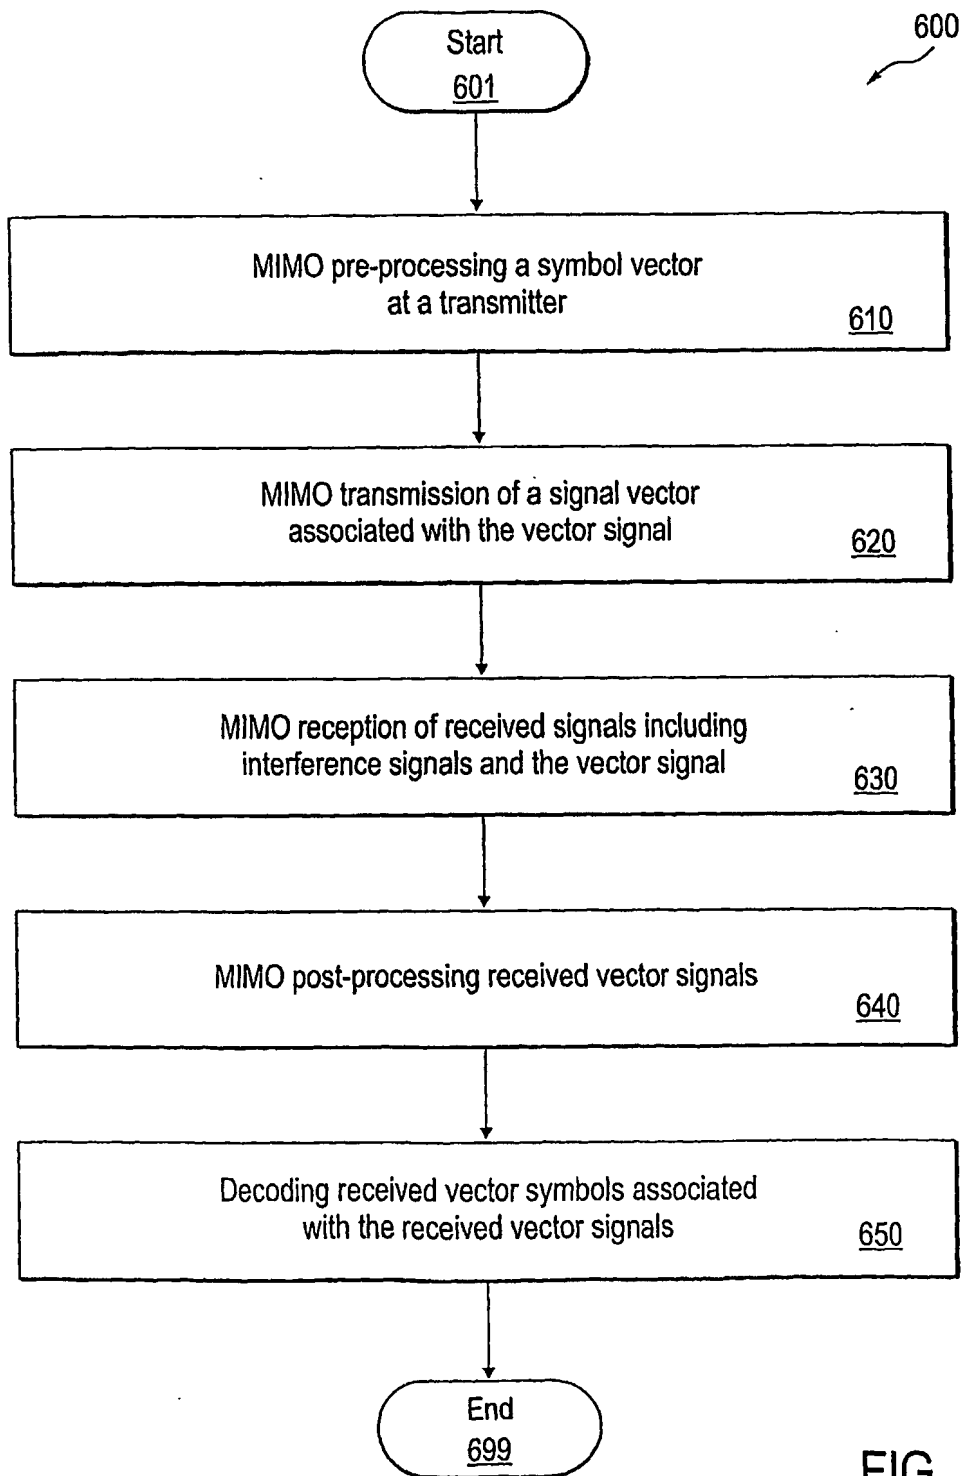 600
Start
601
MIMO pre-processing a symbol vector
at a transmitter
610
MIMO transmission of a signal vector
associated with the vector signal
620
MIMO reception of received signals including
interference signals and the vector signal
630
MIMO post-processing received vector signals
640
Decoding received vector symbols associated
with the received vector signals
650
End
699
FIG